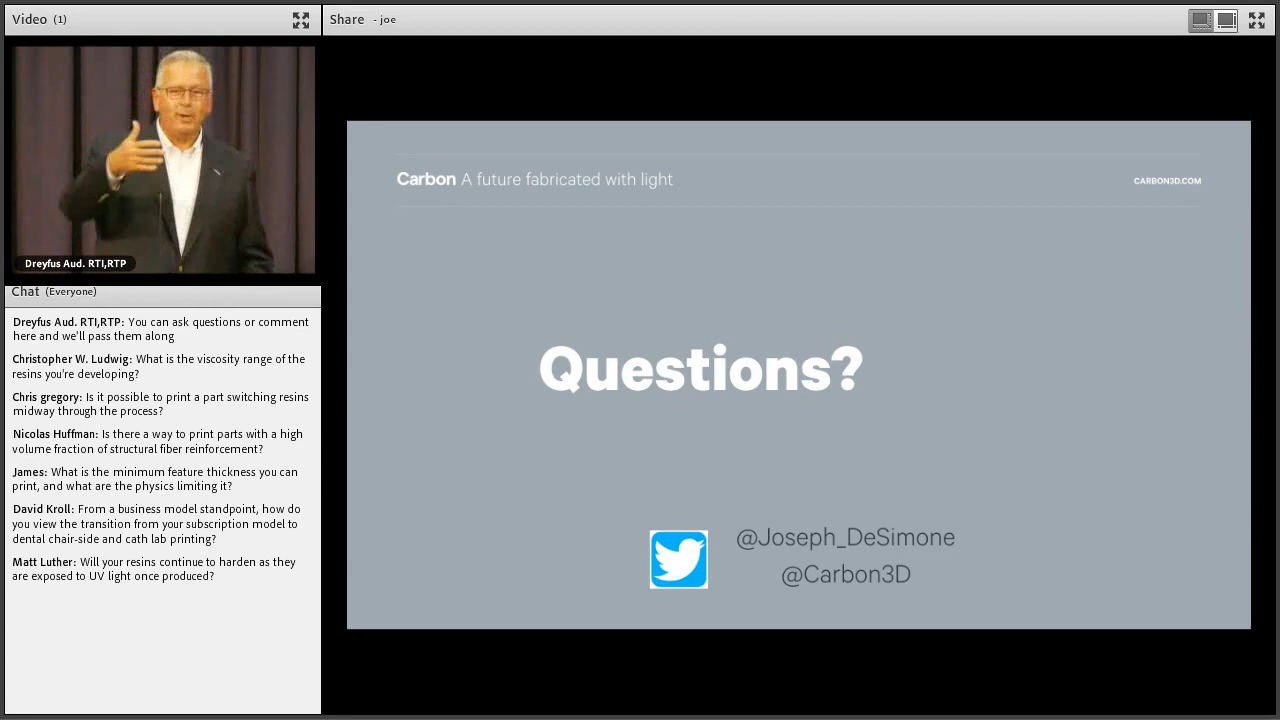 Video (1)
Share - joe
Dreyfus Aud. RTI,RTP
Chat (Everyone)
Dreyfus Aud. RTI,RTP: You can ask questions or comment
here and we'll pass them along
Christopher W. Ludwig: What is the viscosity range of the
resins you're developing?
Chris gregory: Is it possible to print a part switching resins
midway through the process?
Nicolas Huffman: Is there a way to print parts with a high
volume fraction of structural fiber reinforcement?
James: What is the minimum feature thickness you can
print, and what are the physics limiting it?
David Kroll: From a business model standpoint, how do
you view the transition from your subscription model to
dental chair-side and cath lab printing?
Matt Luther: Will your resins continue to harden as they
are exposed to UV light once produced?
Carbon A future fabricated with light
CARBON3D.COM
Questions?
@Joseph_DeSimone
@Carbon3D